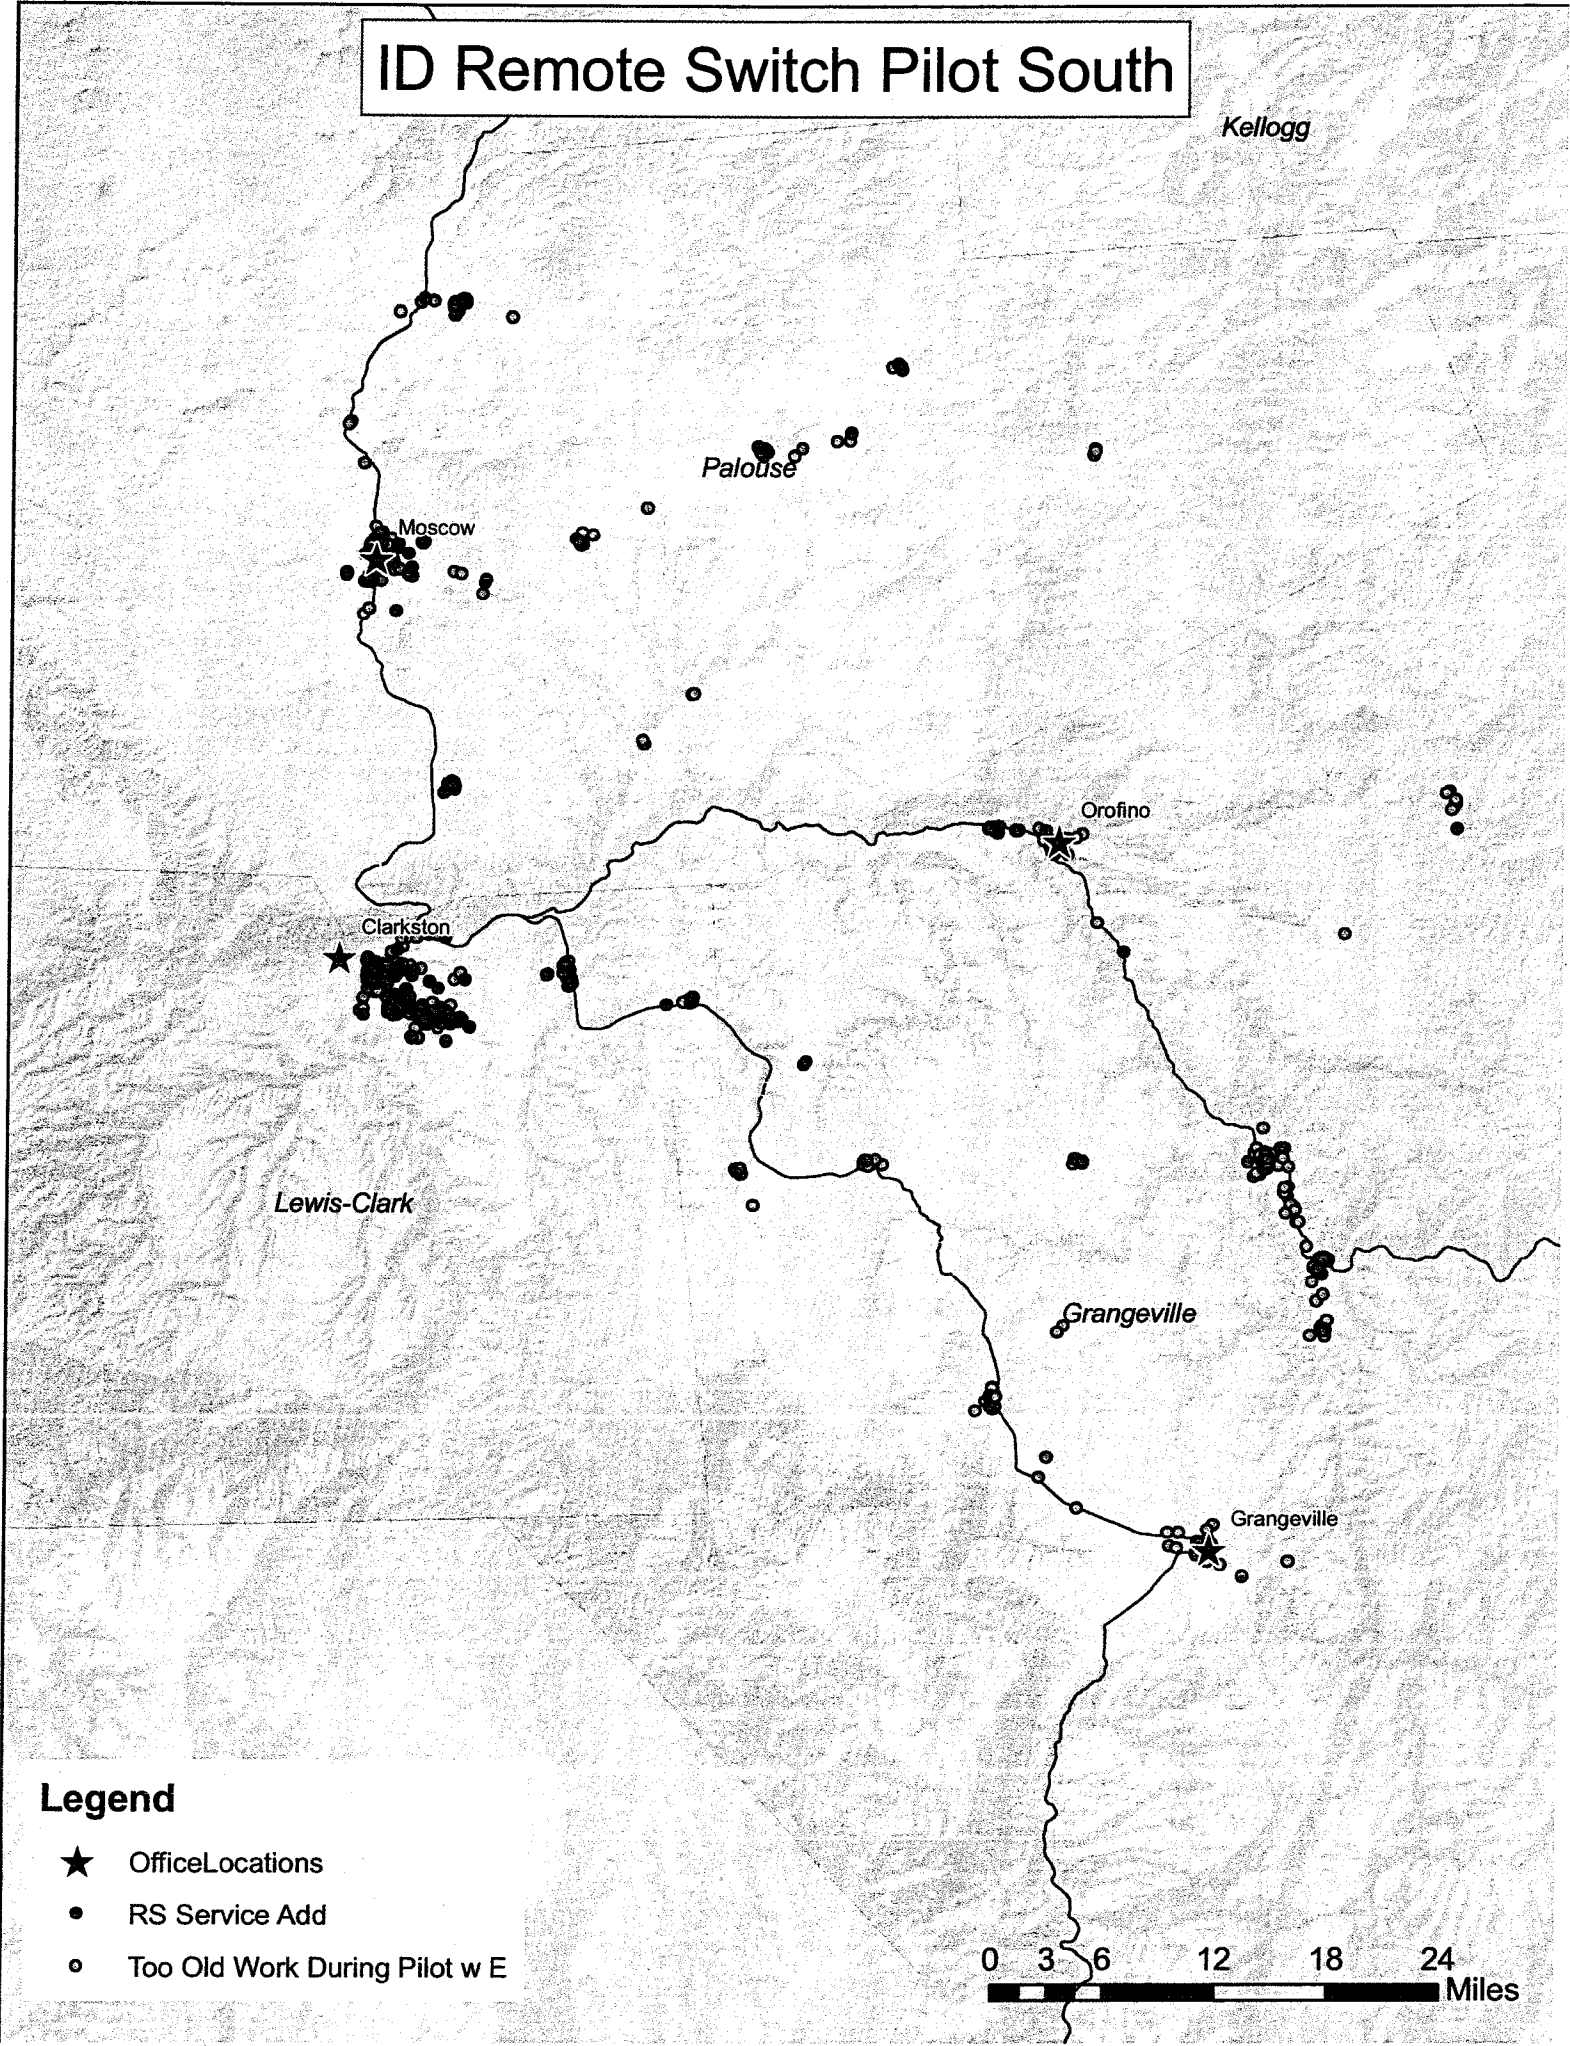 ID Remote Switch Pilot South
Kellogg
Palouse
Moscow
Orofino
Clarkston
Lewis-Clark
Grangeville
Grangeville
Legend
OfficeLocations
RS Service Add
Too Old Work During Pilot w E
0 3 6 12 18 24
Miles